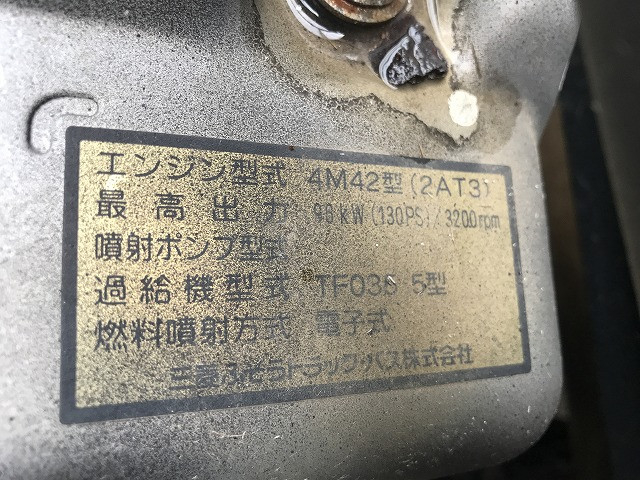 エンジン型式 4M42型(2AT3)
最高出力 96kW(130PS)/3200rpm
噴射ポンプ型式
過給機型式 TF035 5型
燃料噴射方式 電子式
三菱ふそうトラック・バス株式会社